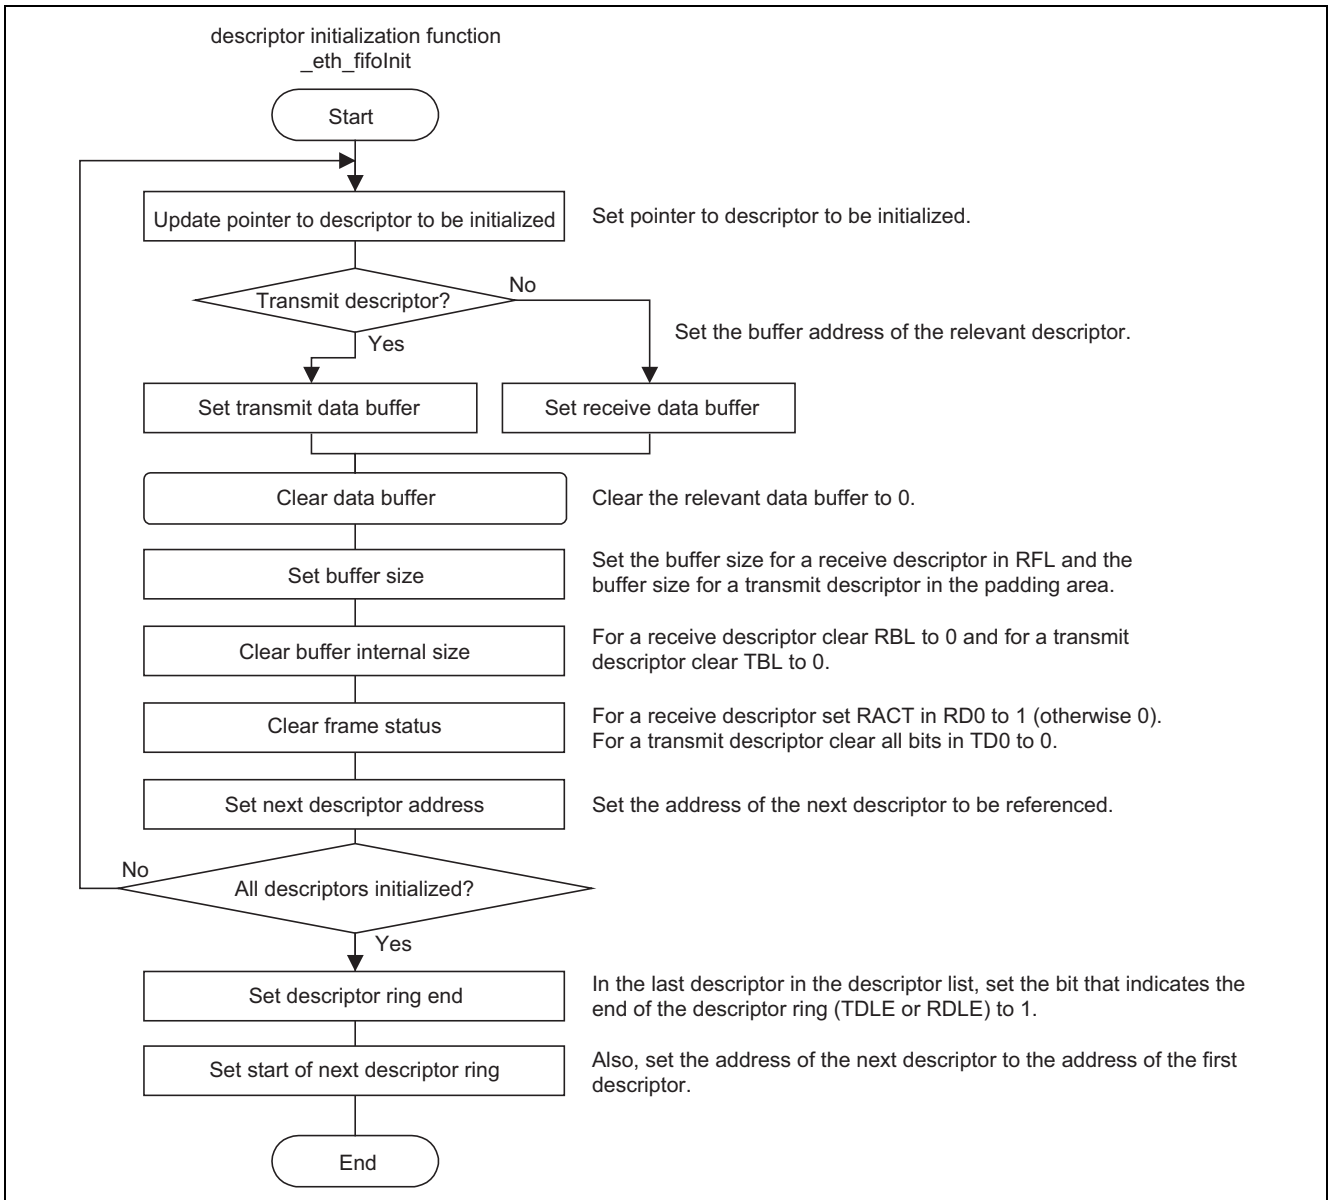 descriptor initialization function
_eth_fifoInit
Start
Update pointer to descriptor to be initialized
Set pointer to descriptor to be initialized.
No
Transmit descriptor?
Yes
Set the buffer address of the relevant descriptor.
Set transmit data buffer
Set receive data buffer
Clear data buffer
Clear the relevant data buffer to 0.
Set buffer size
Set the buffer size for a receive descriptor in RFL and the
buffer size for a transmit descriptor in the padding area.
Clear buffer internal size
For a receive descriptor clear RBL to 0 and for a transmit
descriptor clear TBL to 0.
Clear frame status
For a receive descriptor set RACT in RD0 to 1 (otherwise 0).
For a transmit descriptor clear all bits in TD0 to 0.
Set next descriptor address
Set the address of the next descriptor to be referenced.
No
All descriptors initialized?
Yes
Set descriptor ring end
In the last descriptor in the descriptor list, set the bit that indicates the
end of the descriptor ring (TDLE or RDLE) to 1.
Set start of next descriptor ring
Also, set the address of the next descriptor to the address of the first
descriptor.
End